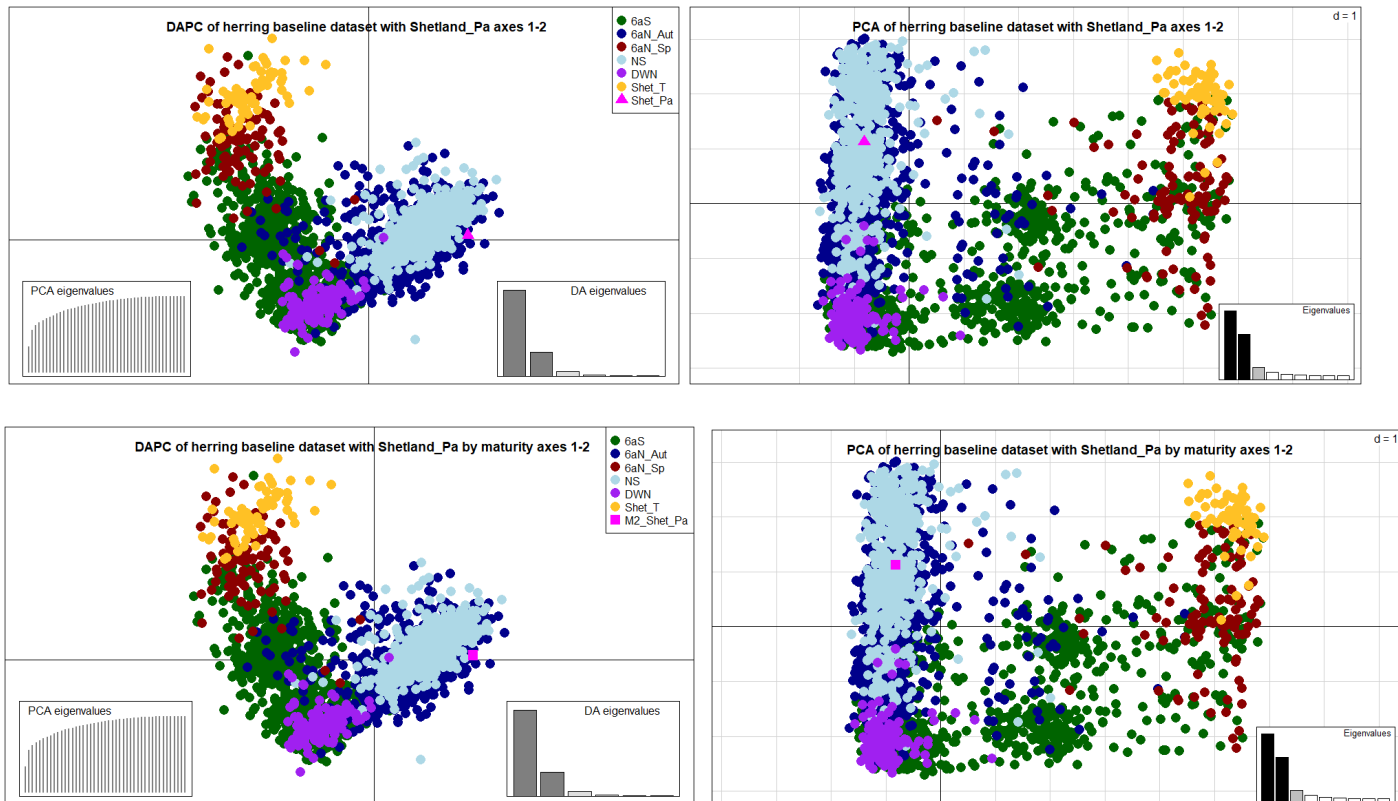 DAPC of herring baseline dataset with Shetland_Pa axes 1-2
6aS
6aN_Aut
6aN_Sp
NS
DWN
Shet_T
Shet_Pa
PCA eigenvalues
DA eigenvalues
PCA of herring baseline dataset with Shetland_Pa axes 1-2
d = 1
Eigenvalues
DAPC of herring baseline dataset with Shetland_Pa by maturity axes 1-2
6aS
6aN_Aut
6aN_Sp
NS
DWN
Shet_T
M2_Shet_Pa
PCA eigenvalues
DA eigenvalues
PCA of herring baseline dataset with Shetland_Pa by maturity axes 1-2
d = 1
Eigenvalues